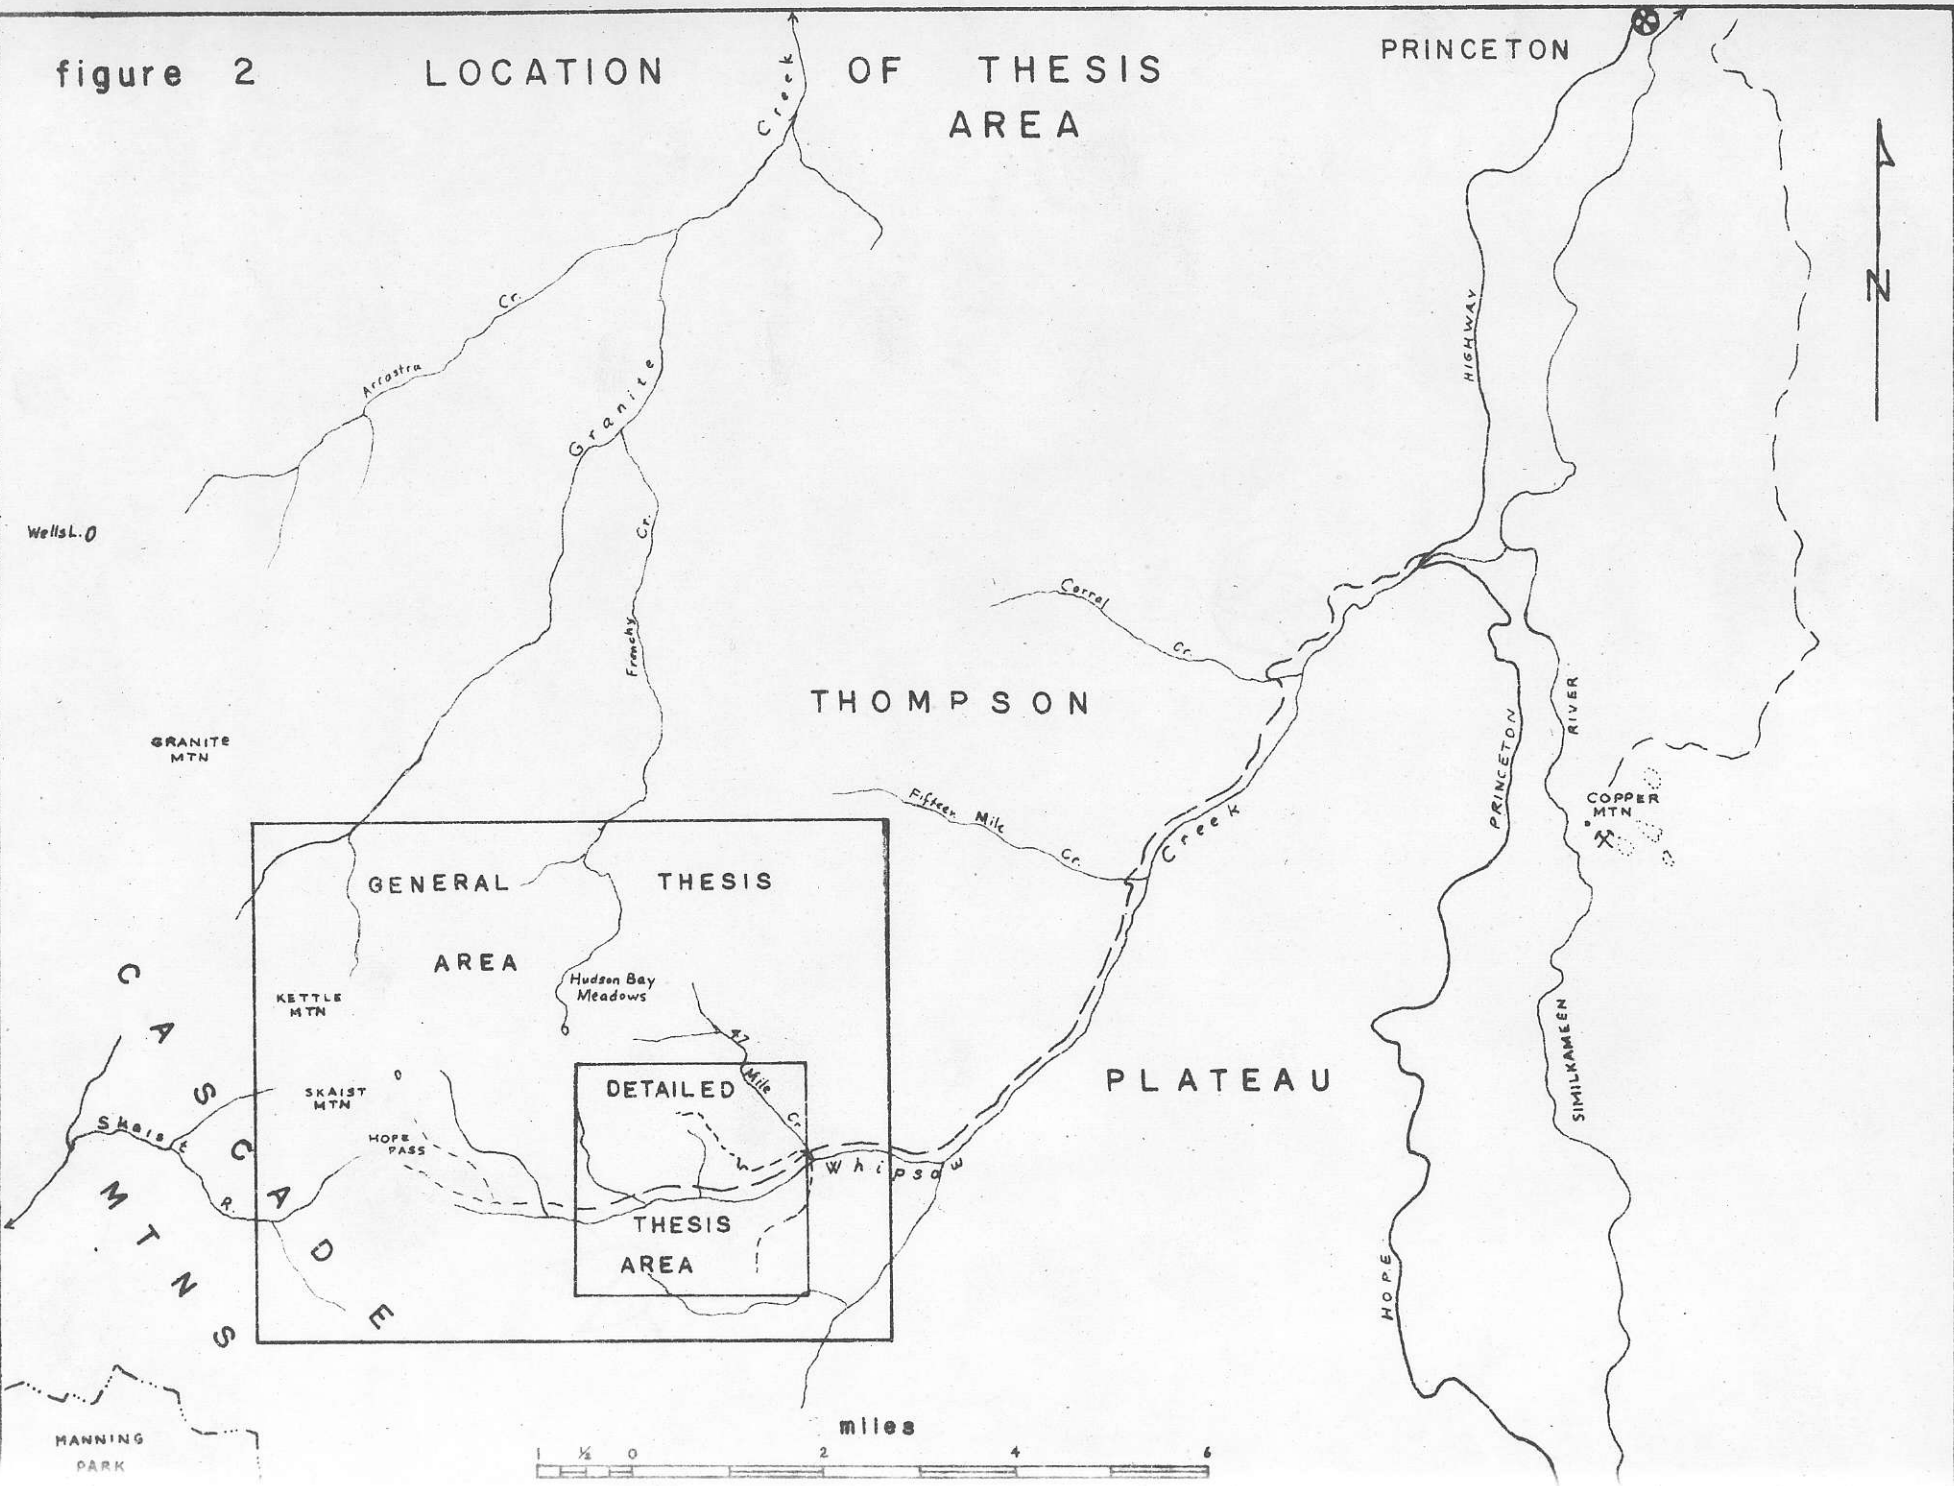 figure 2 LOCATION OF THESIS
AREA
PRINCETON
Creek
Arrastra Cr.
Granite
N
HIGHWAY
Wells L.
Frenchy Cr.
Corral Cr.
THOMPSON
GRANITE
MTN
Fifteen Mile Cr.
Creek
PRINCETON
RIVER
COPPER
MTN
GENERAL THESIS
AREA
Hudson Bay
Meadows
KETTLE
MTN
47 Mile Cr.
PLATEAU
SKAIST
MTN
DETAILED
HOPE
PASS
Skaist R.
Whipsaw
SIMILKAMEEN
THESIS
AREA
CASCADE
MTNS
HOPE
MANNING
PARK
miles
1 ½ 0 2 4 6